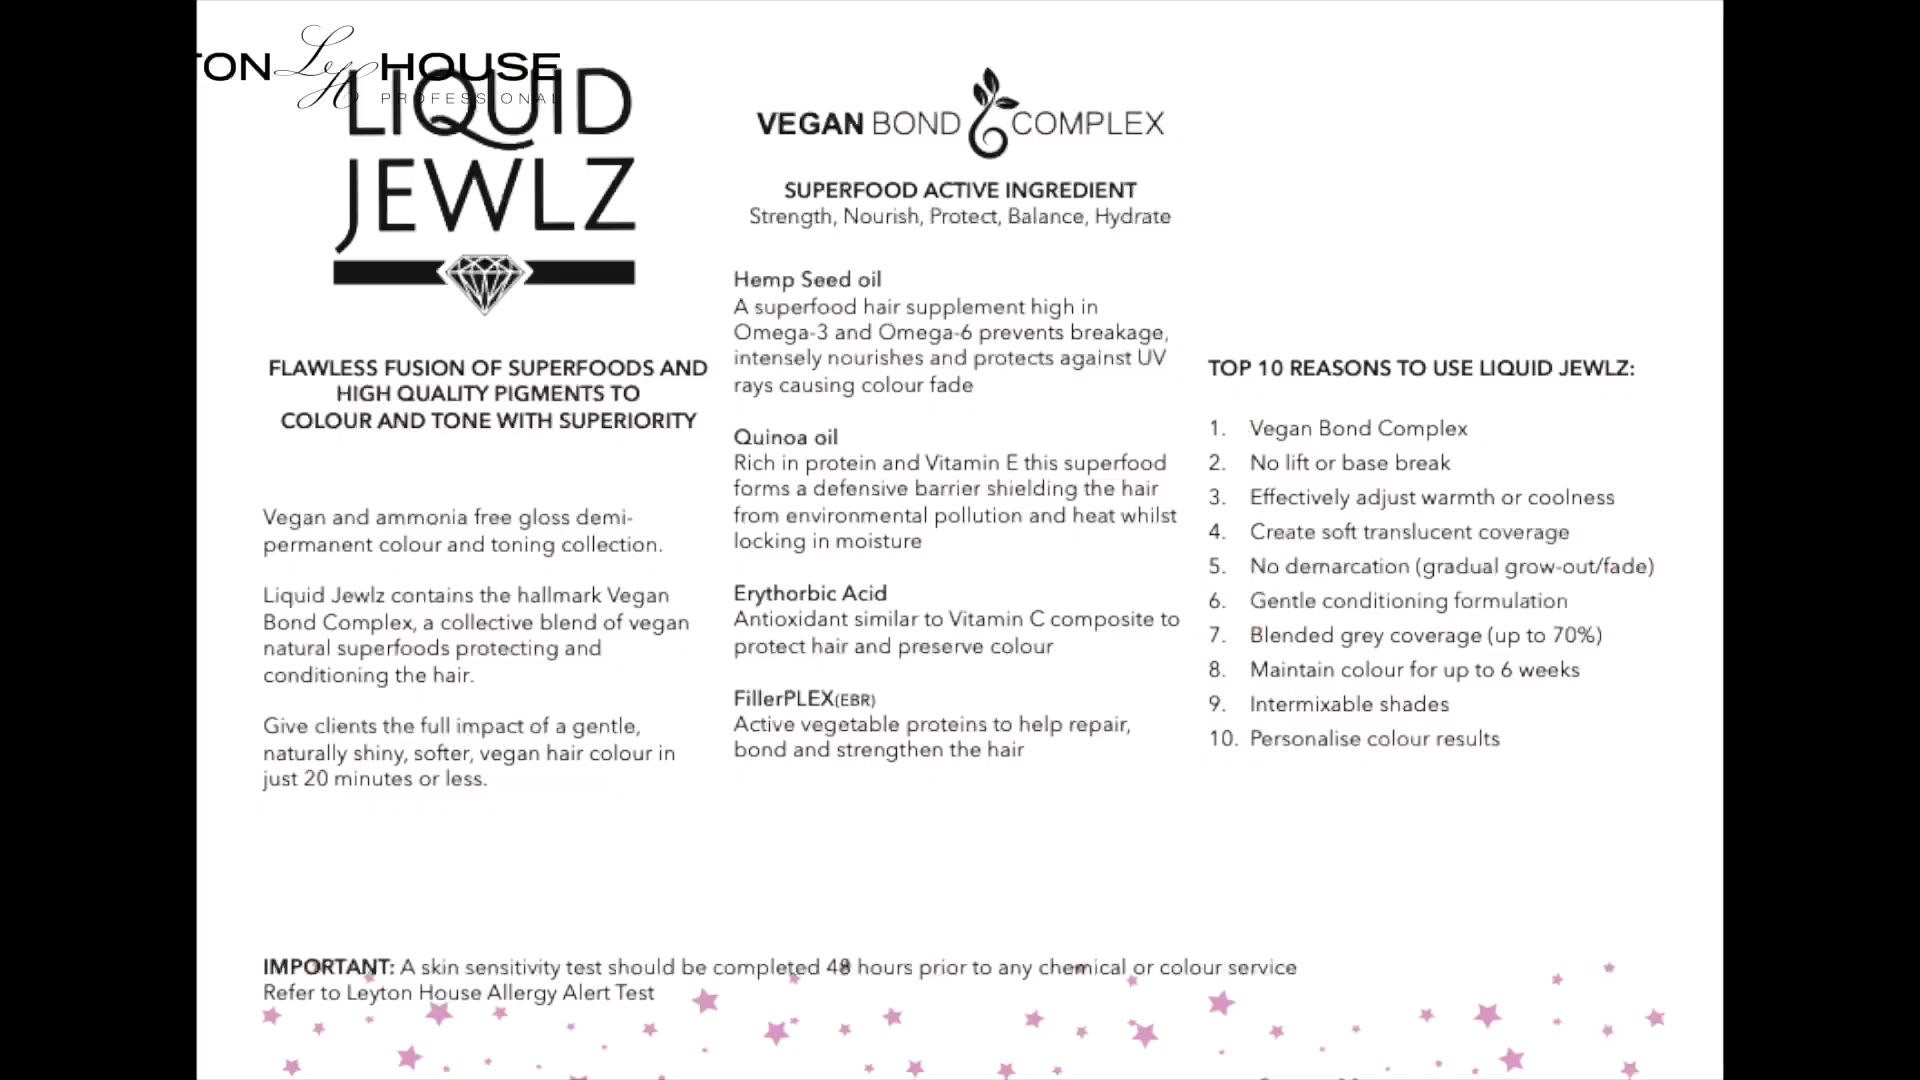 TON LH HOUSE
PROFESSIONAL
LIQUID
JEWLZ
FLAWLESS FUSION OF SUPERFOODS AND
HIGH QUALITY PIGMENTS TO
COLOUR AND TONE WITH SUPERIORITY
Vegan and ammonia free gloss demi-
permanent colour and toning collection.
Liquid Jewlz contains the hallmark Vegan
Bond Complex, a collective blend of vegan
natural superfoods protecting and
conditioning the hair.
Give clients the full impact of a gentle,
naturally shiny, softer, vegan hair colour in
just 20 minutes or less.
VEGAN BOND COMPLEX
SUPERFOOD ACTIVE INGREDIENT
Strength, Nourish, Protect, Balance, Hydrate
Hemp Seed oil
A superfood hair supplement high in
Omega-3 and Omega-6 prevents breakage,
intensely nourishes and protects against UV
rays causing colour fade
Quinoa oil
Rich in protein and Vitamin E this superfood
forms a defensive barrier shielding the hair
from environmental pollution and heat whilst
locking in moisture
Erythorbic Acid
Antioxidant similar to Vitamin C composite to
protect hair and preserve colour
FillerPLEX(EBR)
Active vegetable proteins to help repair,
bond and strengthen the hair
TOP 10 REASONS TO USE LIQUID JEWLZ:
1. Vegan Bond Complex
2. No lift or base break
3. Effectively adjust warmth or coolness
4. Create soft translucent coverage
5. No demarcation (gradual grow-out/fade)
6. Gentle conditioning formulation
7. Blended grey coverage (up to 70%)
8. Maintain colour for up to 6 weeks
9. Intermixable shades
10. Personalise colour results
IMPORTANT: A skin sensitivity test should be completed 48 hours prior to any chemical or colour service
Refer to Leyton House Allergy Alert Test